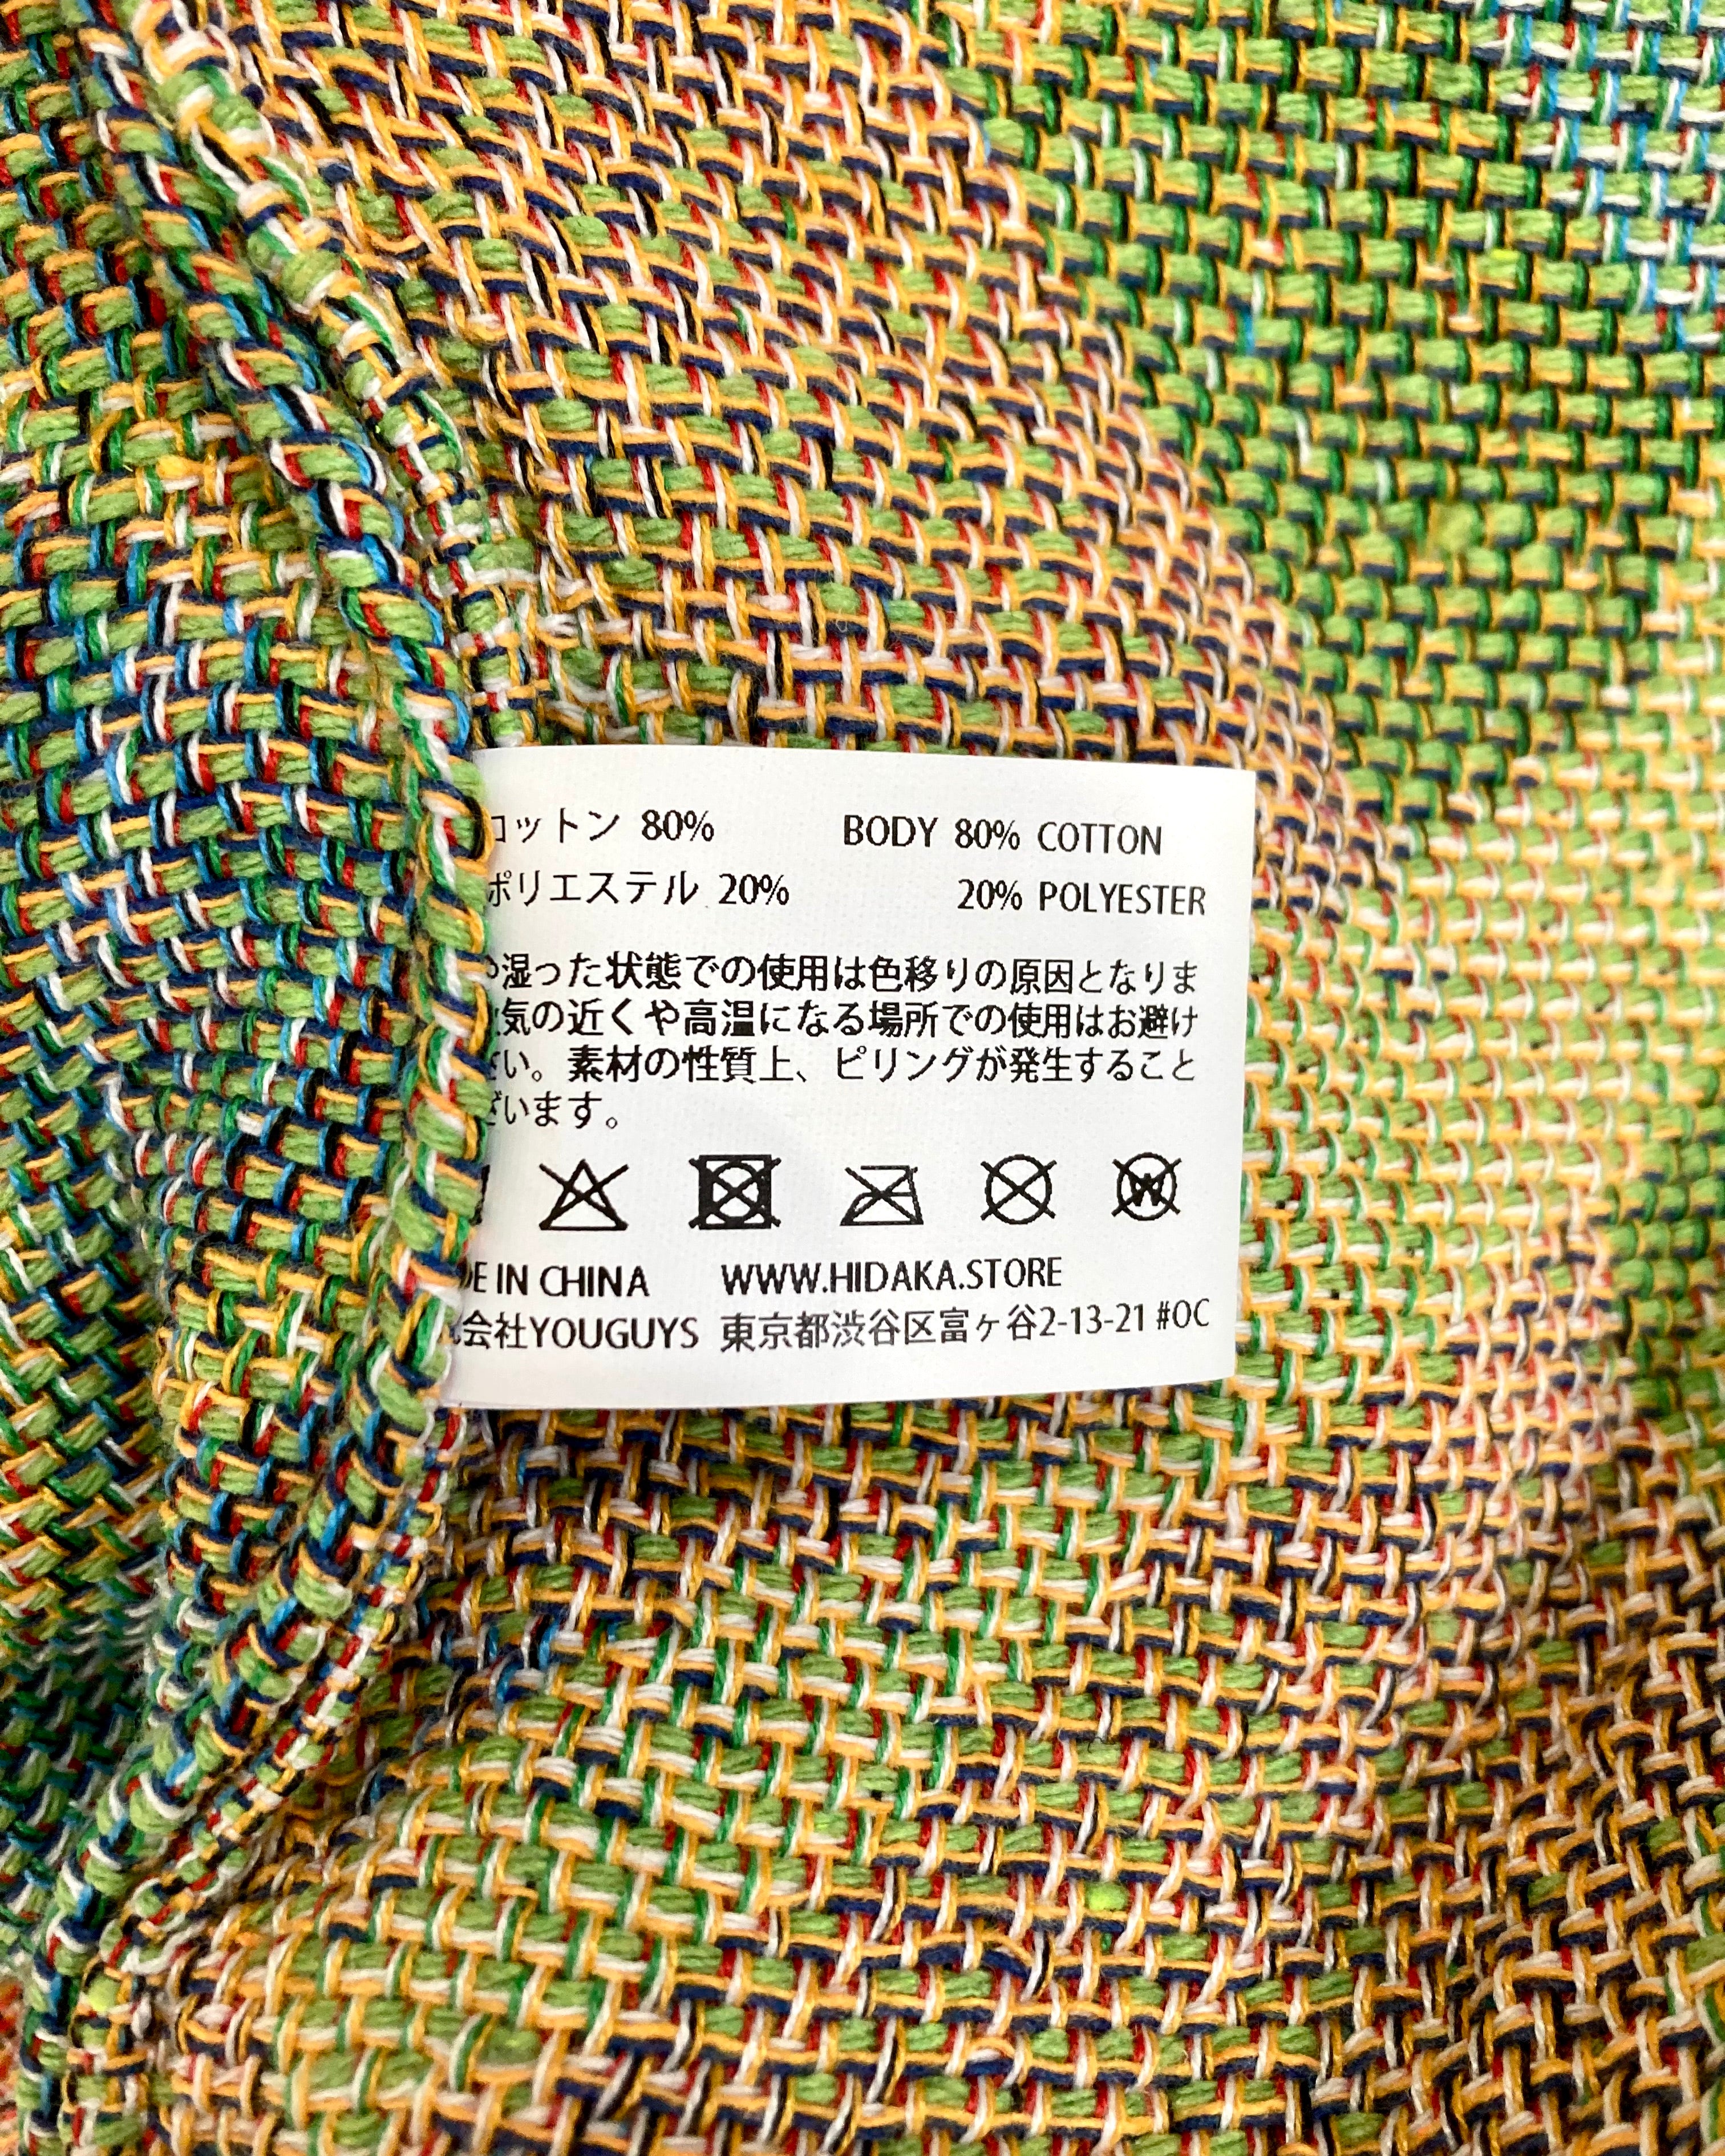 コットン 80% BODY 80% COTTON
ポリエステル 20% 20% POLYESTER
湿った状態での使用は色移りの原因となりま
気の近くや高温になる場所での使用はお避け
い。素材の性質上、ピリングが発生すること
います。
IN CHINA WWW.HIDAKA.STORE
会社YOUGUYS 東京都渋谷区富ヶ谷2-13-21 #OC